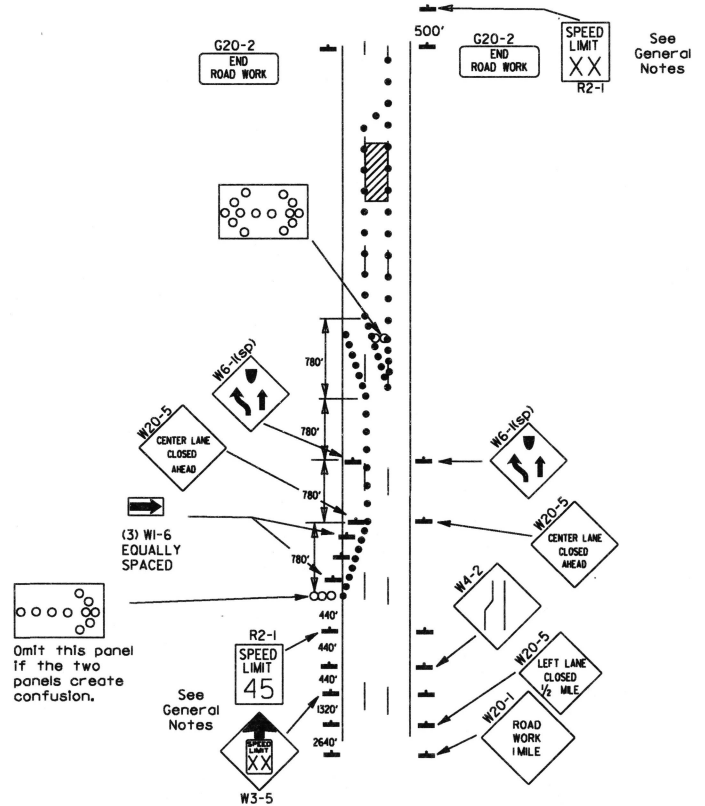 500'
G20-2
END
ROAD WORK
G20-2
END
ROAD WORK
SPEED
LIMIT
XX
R2-1
See
General
Notes
780'
W6-1(sp)
780'
W20-5
CENTER LANE
CLOSED
AHEAD
780'
W6-1(sp)
(3) W1-6
EQUALLY
SPACED
780'
W20-5
CENTER LANE
CLOSED
AHEAD
Omit this panel
if the two
panels create
confusion.
440'
R2-1
SPEED
LIMIT
45
440'
440'
W4-2
See
General
Notes
1320'
W20-5
LEFT LANE
CLOSED
1/2 MILE
2640'
SPEED
LIMIT
XX
W3-5
W20-1
ROAD
WORK
1 MILE